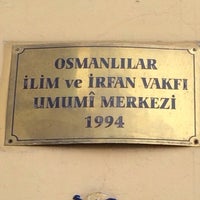 OSMANLILAR
İLİM ve İRFAN VAKFI
UMUMÎ MERKEZİ
1994